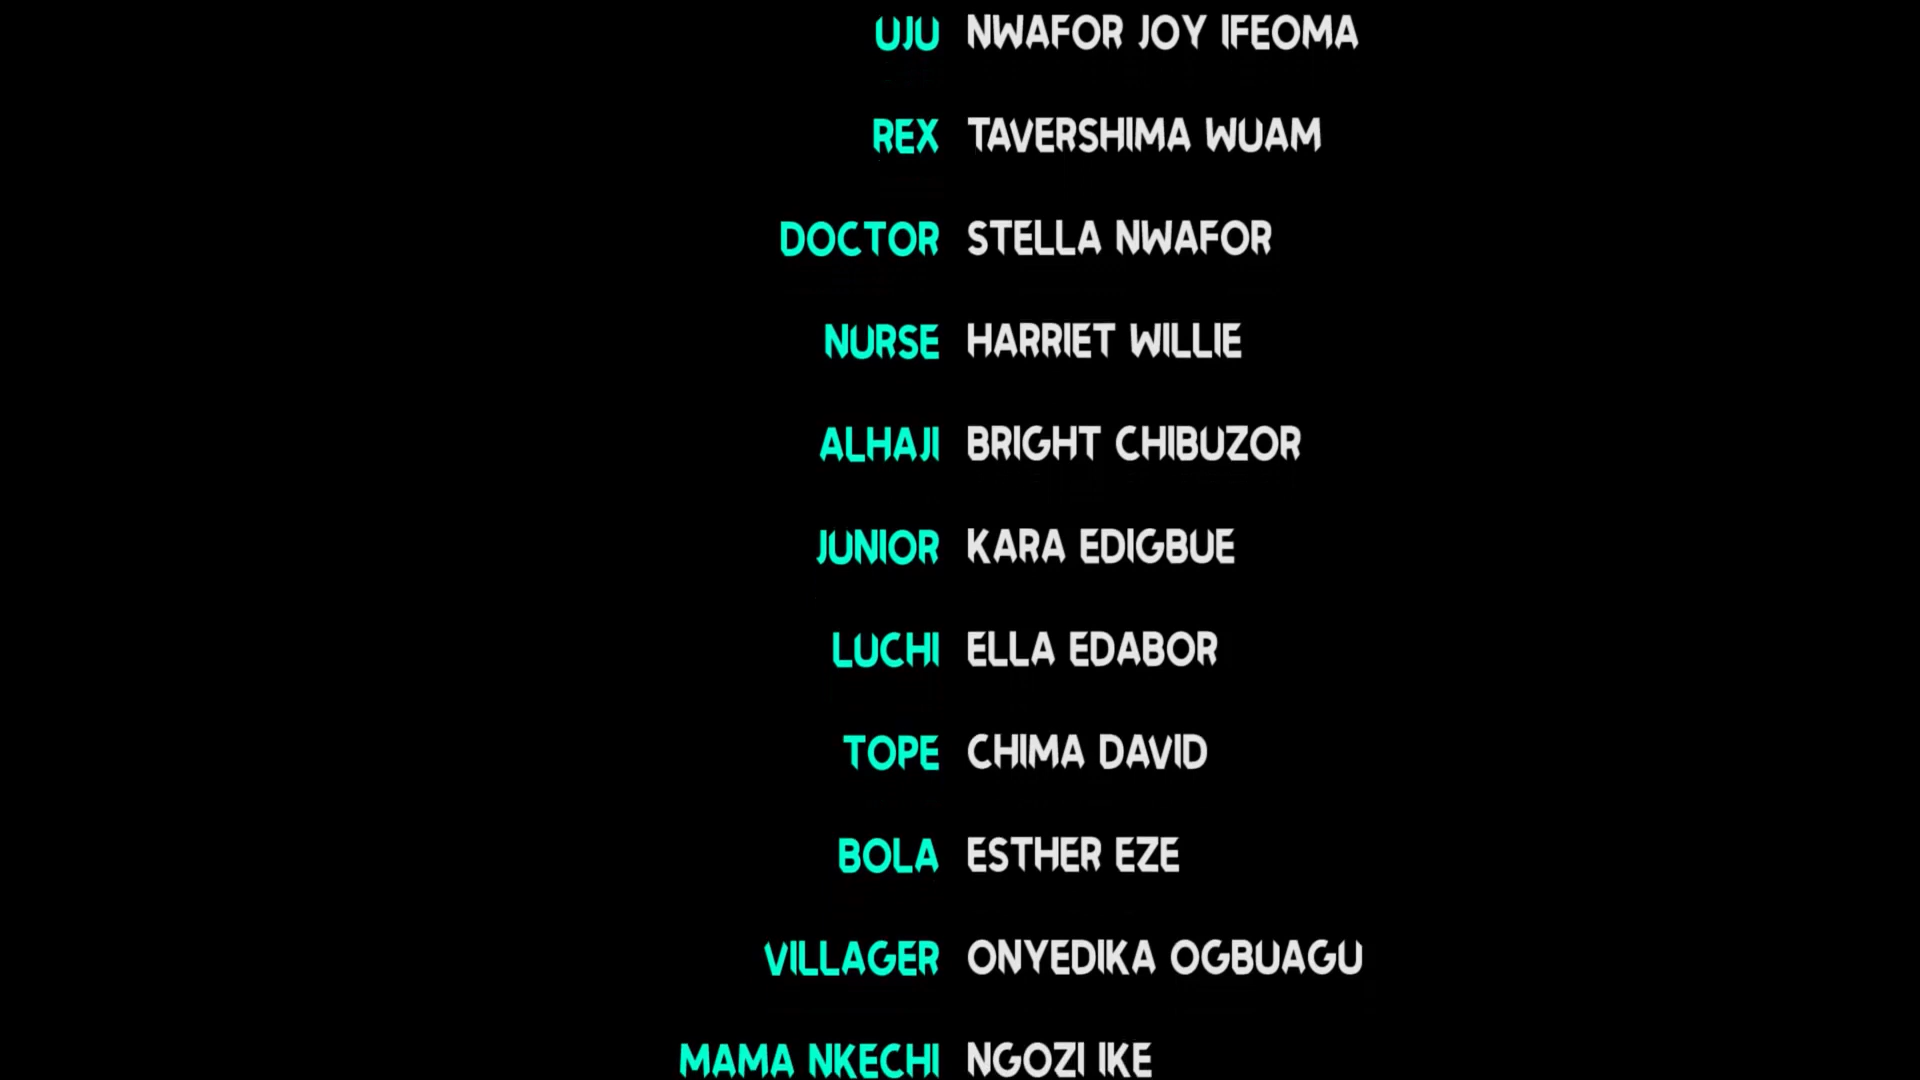 UJU NWAFOR JOY IFEOMA
REX TAVERSHIMA WUAM
DOCTOR STELLA NWAFOR
NURSE HARRIET WILLIE
ALHAJI BRIGHT CHIBUZOR
JUNIOR KARA EDIGBUE
LUCHI ELLA EDABOR
TOPE CHIMA DAVID
BOLA ESTHER EZE
VILLAGER ONYEDIKA OGBUAGU
MAMA NKECHI NGOZI IKE